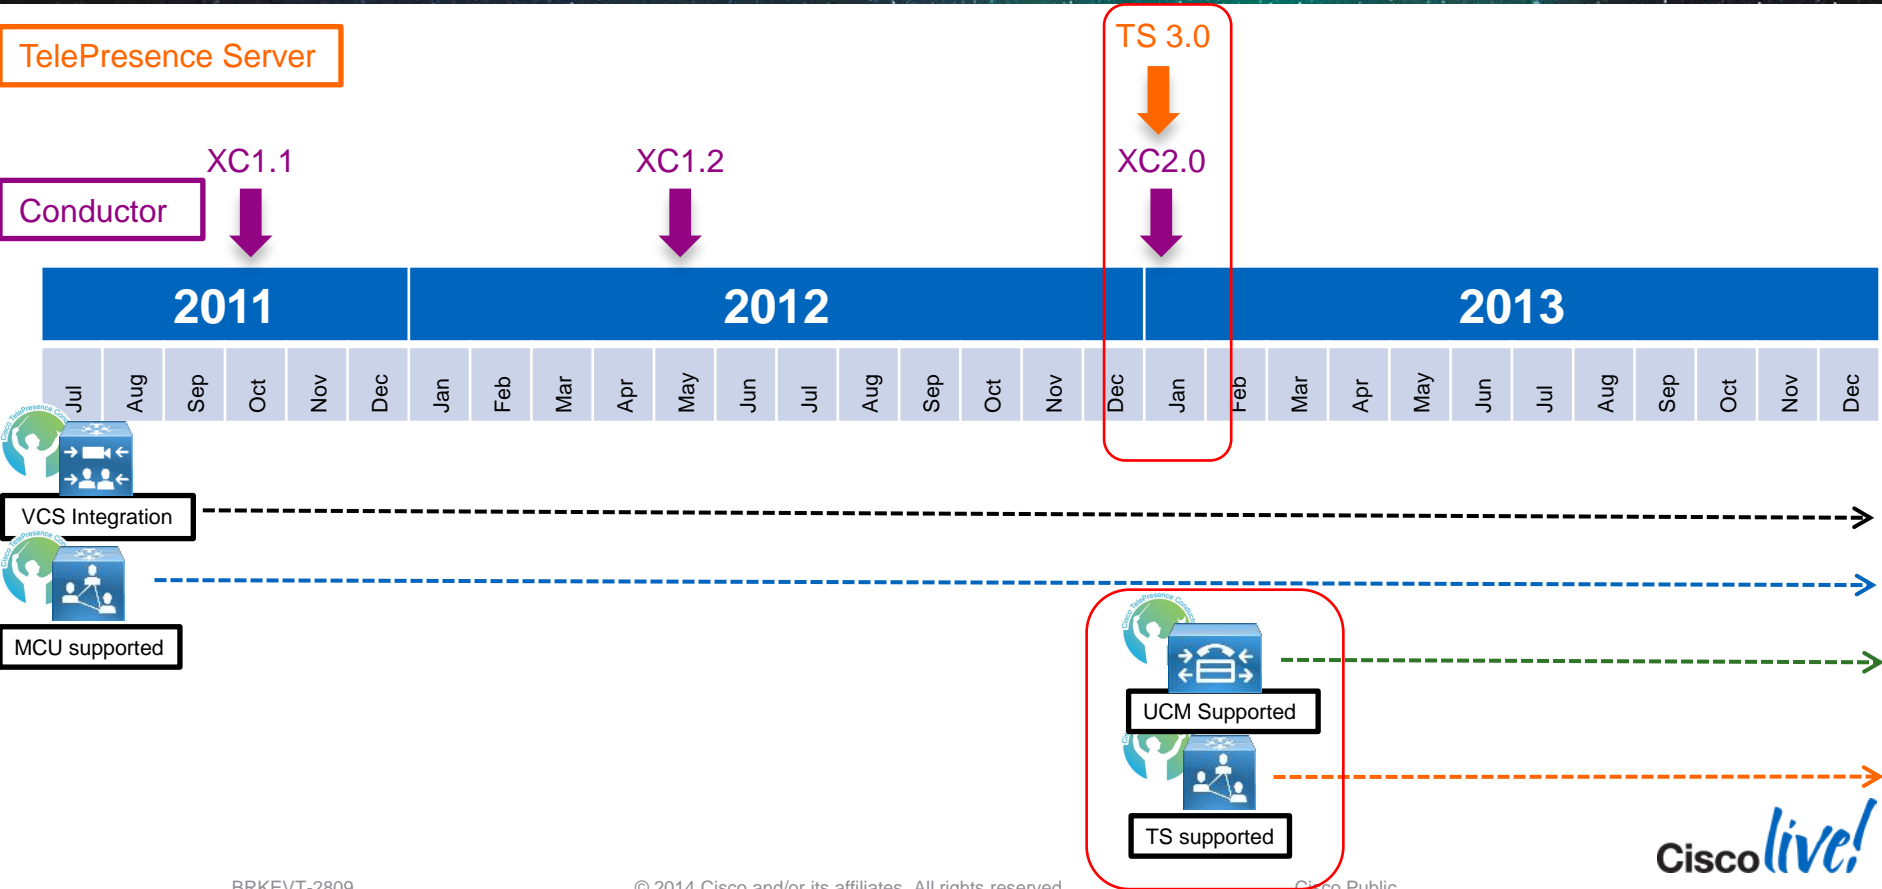 TelePresence Server
TS 3.0
XC1.1
XC1.2
XC2.0
Conductor
2011
2012
2013
Jul Aug Sep Oct Nov Dec Jan Feb Mar Apr May Jun Jul Aug Sep Oct Nov Dec Jan Feb Mar Apr May Jun Jul Aug Sep Oct Nov Dec
VCS Integration
MCU supported
Cisco TelePresence Conductor
UCM Supported
TS supported
Cisco live!
BRKEVT-2809
© 2014 Cisco and/or its affiliates. All rights reserved.
Cisco Public